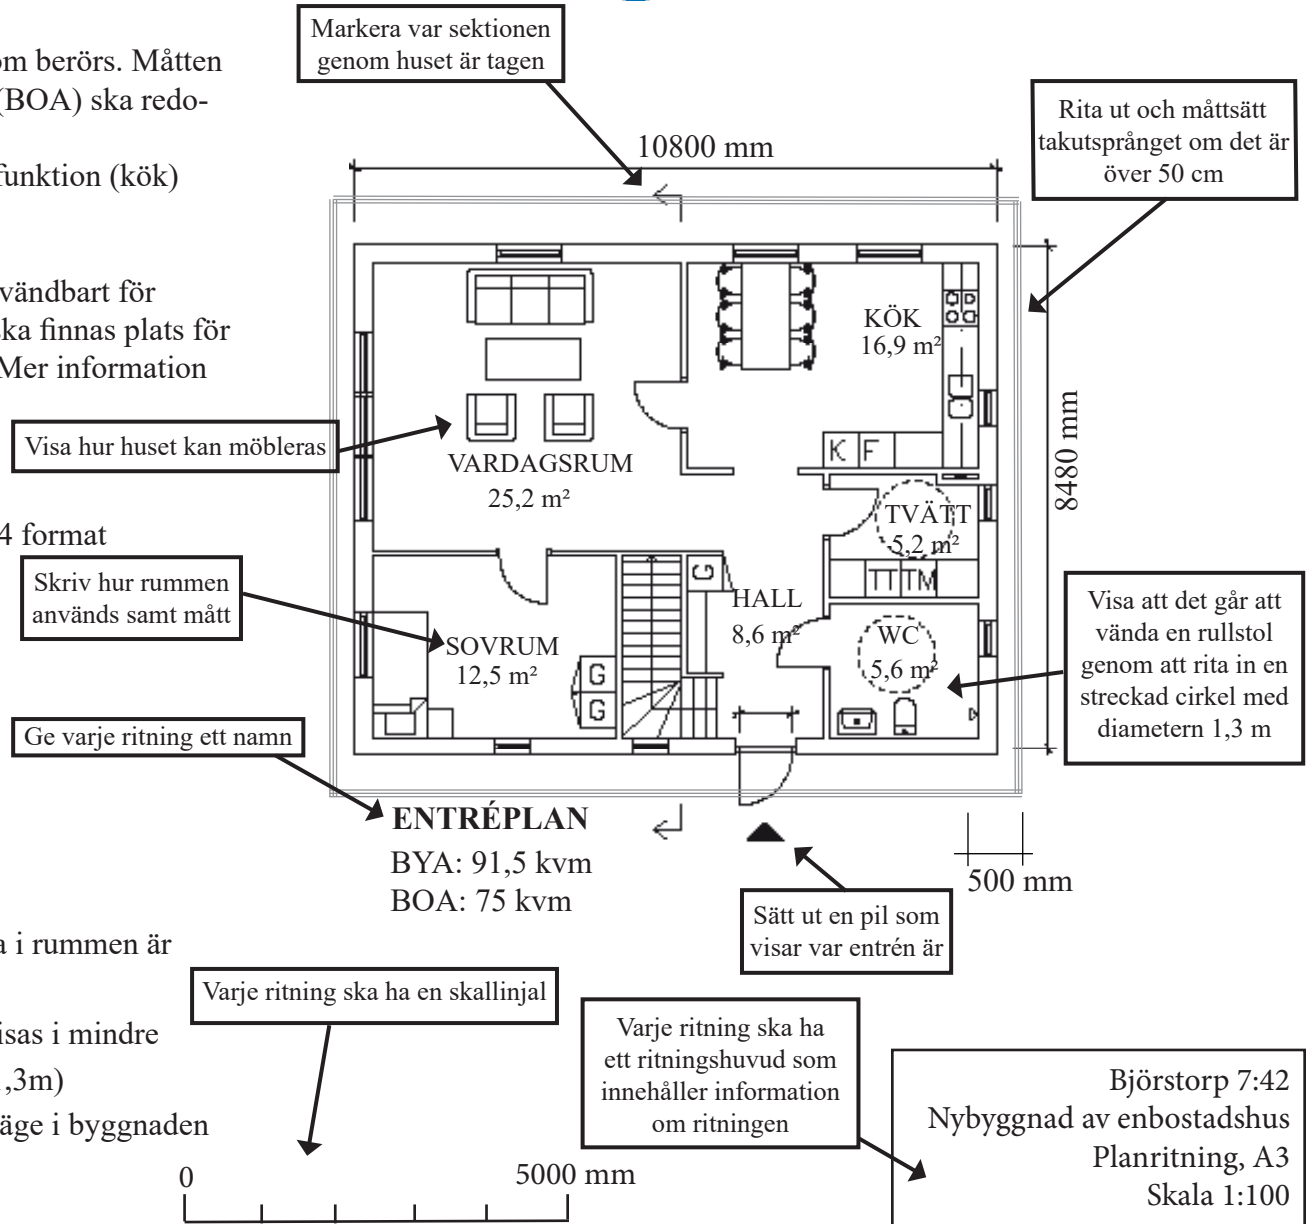 Markera var sektionen
genom huset är tagen
om berörs. Måtten
(BOA) ska redo-
funktion (kök)
Rita ut och måttsätt
takutsprånget om det är
över 50 cm
10800 mm
vändbart för
ska finnas plats för
Mer information
KÖK
16,9 m²
8480 mm
Visa hur huset kan möbleras
VARDAGSRUM
25,2 m²
K F
TVÄTT
5,2 m²
TT TM
4 format
Skriv hur rummen
används samt mått
G
HALL
8,6 m²
SOVRUM
12,5 m²
G
G
WC
5,6 m²
Visa att det går att
vända en rullstol
genom att rita in en
streckad cirkel med
diametern 1,3 m
Ge varje ritning ett namn
ENTRÉPLAN
BYA: 91,5 kvm
BOA: 75 kvm
500 mm
Sätt ut en pil som
visar var entrén är
a i rummen är
isas i mindre
,3m)
äge i byggnaden
Varje ritning ska ha en skallinjal
0
5000 mm
Varje ritning ska ha
ett ritningshuvud som
innehåller information
om ritningen
Björstorp 7:42
Nybyggnad av enbostadshus
Planritning, A3
Skala 1:100